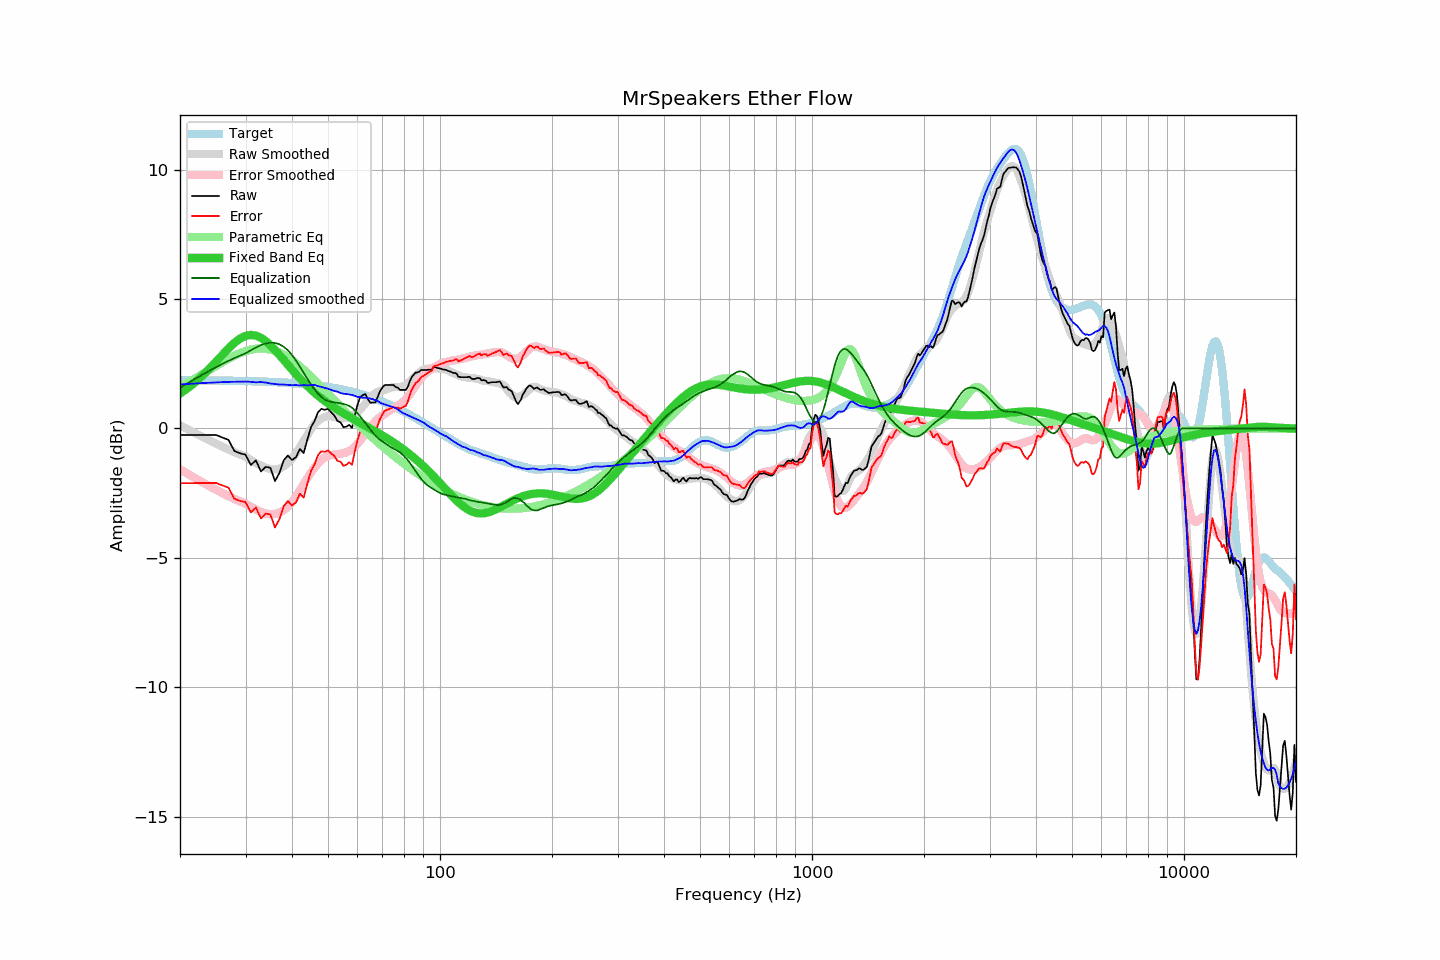 MrSpeakers Ether Flow
Target
Raw Smoothed
Error Smoothed
Raw
Error
Parametric Eq
Fixed Band Eq
Equalization
Equalized smoothed
10
5
0
−5
−10
−15
Amplitude (dBr)
100
1000
10000
Frequency (Hz)